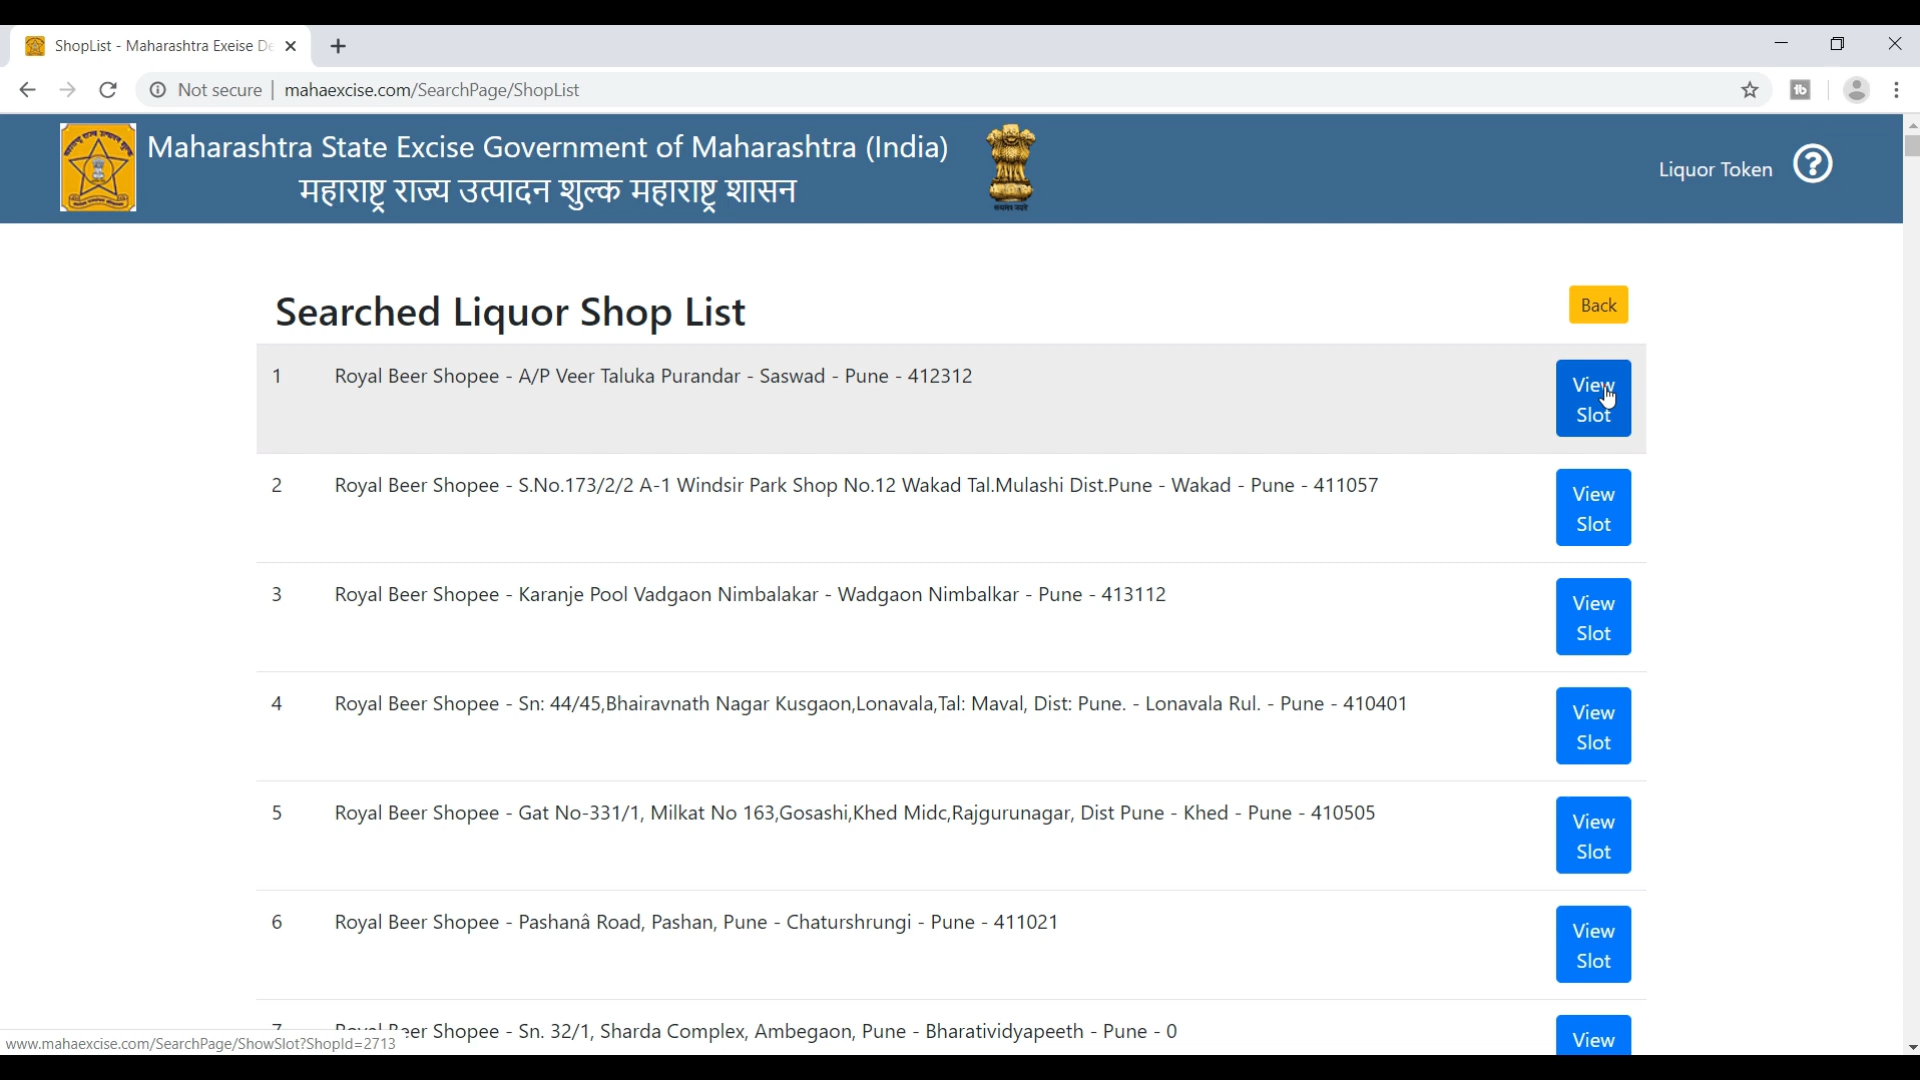 ShopList - Maharashtra Exeise De
Not secure | mahaexcise.com/SearchPage/ShopList
Maharashtra State Excise Government of Maharashtra (India)
महाराष्ट्र राज्य उत्पादन शुल्क महाराष्ट्र शासन
Liquor Token
Searched Liquor Shop List
Back
1 Royal Beer Shopee - A/P Veer Taluka Purandar - Saswad - Pune - 412312
View
Slot
2 Royal Beer Shopee - S.No.173/2/2 A-1 Windsir Park Shop No.12 Wakad Tal.Mulashi Dist.Pune - Wakad - Pune - 411057
View
Slot
3 Royal Beer Shopee - Karanje Pool Vadgaon Nimbalakar - Wadgaon Nimbalkar - Pune - 413112
View
Slot
4 Royal Beer Shopee - Sn: 44/45,Bhairavnath Nagar Kusgaon,Lonavala,Tal: Maval, Dist: Pune. - Lonavala Rul. - Pune - 410401
View
Slot
5 Royal Beer Shopee - Gat No-331/1, Milkat No 163,Gosashi,Khed Midc,Rajgurunagar, Dist Pune - Khed - Pune - 410505
View
Slot
6 Royal Beer Shopee - Pashanâ Road, Pashan, Pune - Chaturshrungi - Pune - 411021
View
Slot
7 Royal Beer Shopee - Sn. 32/1, Sharda Complex, Ambegaon, Pune - Bharatividyapeeth - Pune - 0
View
www.mahaexcise.com/SearchPage/ShowSlot?ShopId=2713